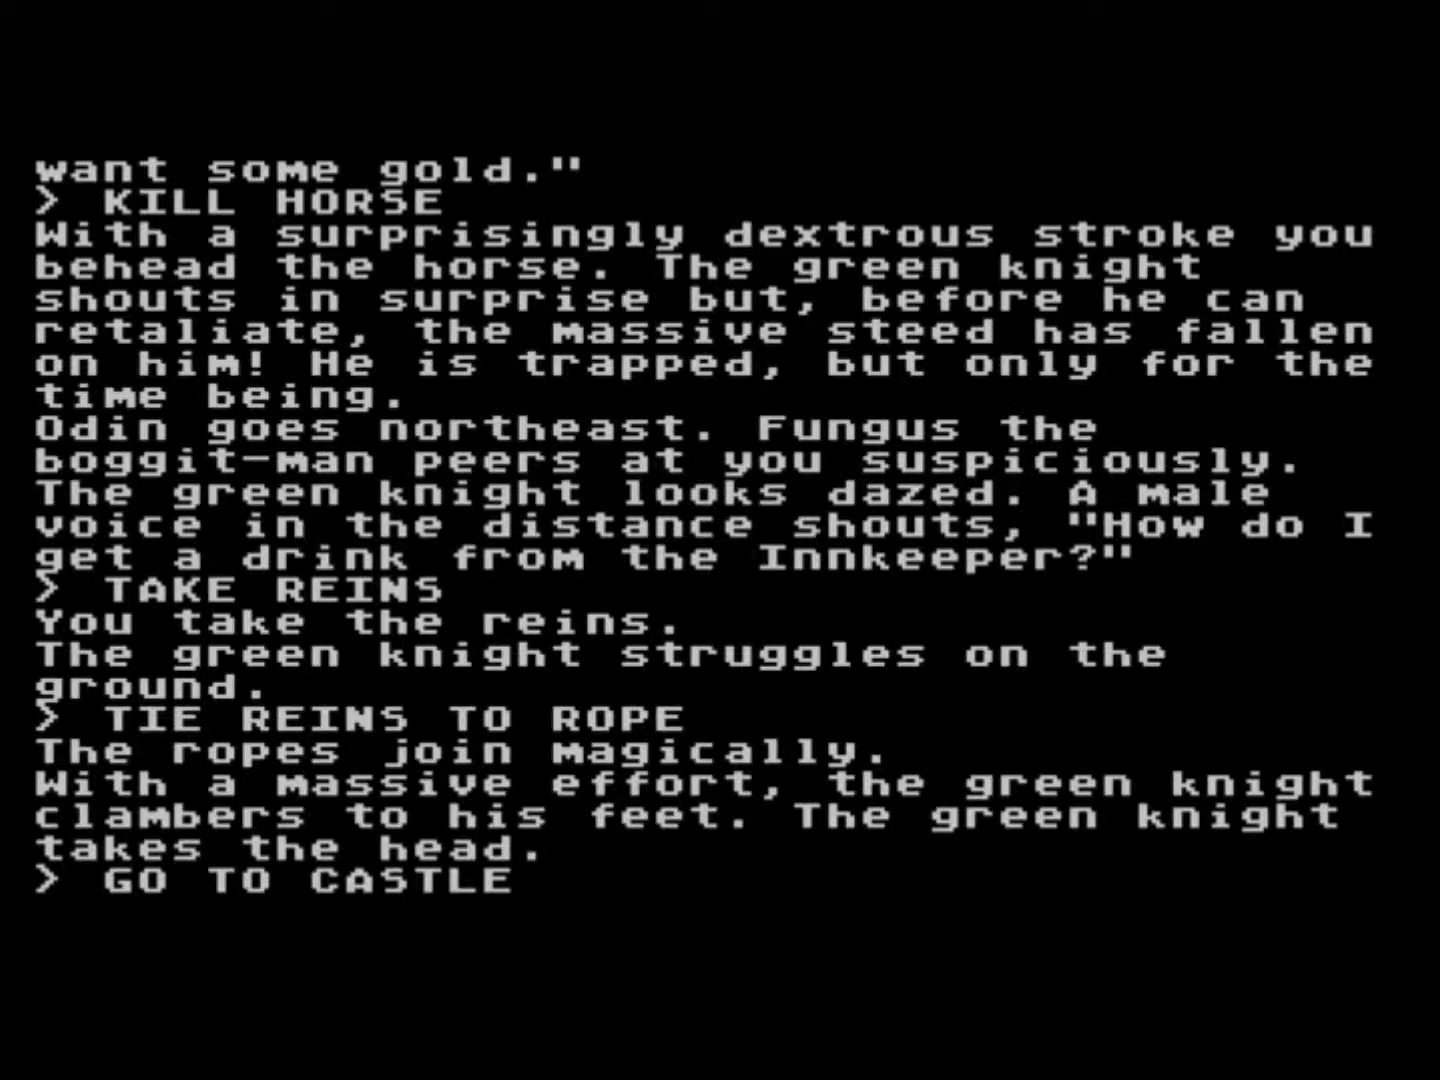 want some gold."
> KILL HORSE
With a surprisingly dextrous stroke you
behead the horse. The green knight
shouts in surprise but, before he can
retaliate, the massive steed has fallen
on him! He is trapped, but only for the
time being.
Odin goes northeast. Fungus the
boggit-man peers at you suspiciously.
The green knight looks dazed. A male
voice in the distance shouts, "How do I
get a drink from the Innkeeper?"
> TAKE REINS
You take the reins.
The green knight struggles on the
ground.
> TIE REINS TO ROPE
The ropes join magically.
With a massive effort, the green knight
clambers to his feet. The green knight
takes the head.
> GO TO CASTLE